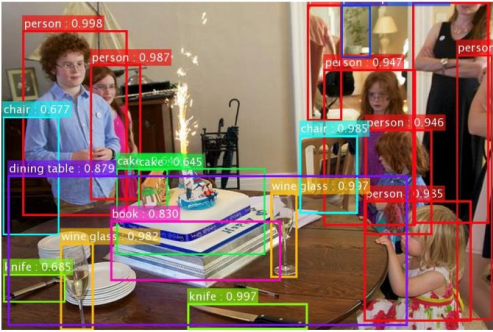 person : 0.998
person : 0.987
person : 0.947
person
chair : 0.677
chair : 0.985
person : 0.946
cake
cake
0.645
dining table : 0.879
wine glass : 0.997
person : 0.935
book : 0.830
wine glass : 0.982
knife : 0.685
knife : 0.997